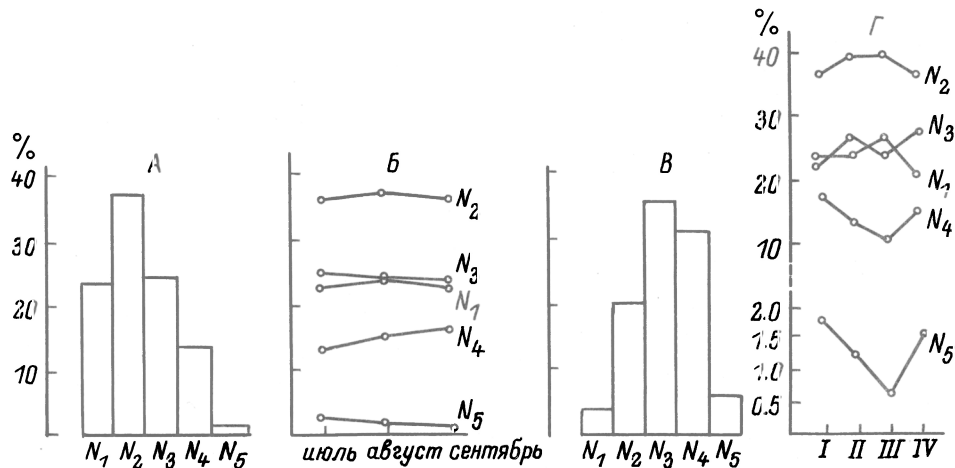 %
А
40
30
20
10
N1 N2 N3 N4 N5
Б
N2
N3
N1
N4
N5
июль август сентябрь
В
N1 N2 N3 N4 N5
%
Г
40
30
20
10
2.0
1.5
1.0
0.5
N2
N3
N1
N4
N5
I II III IV